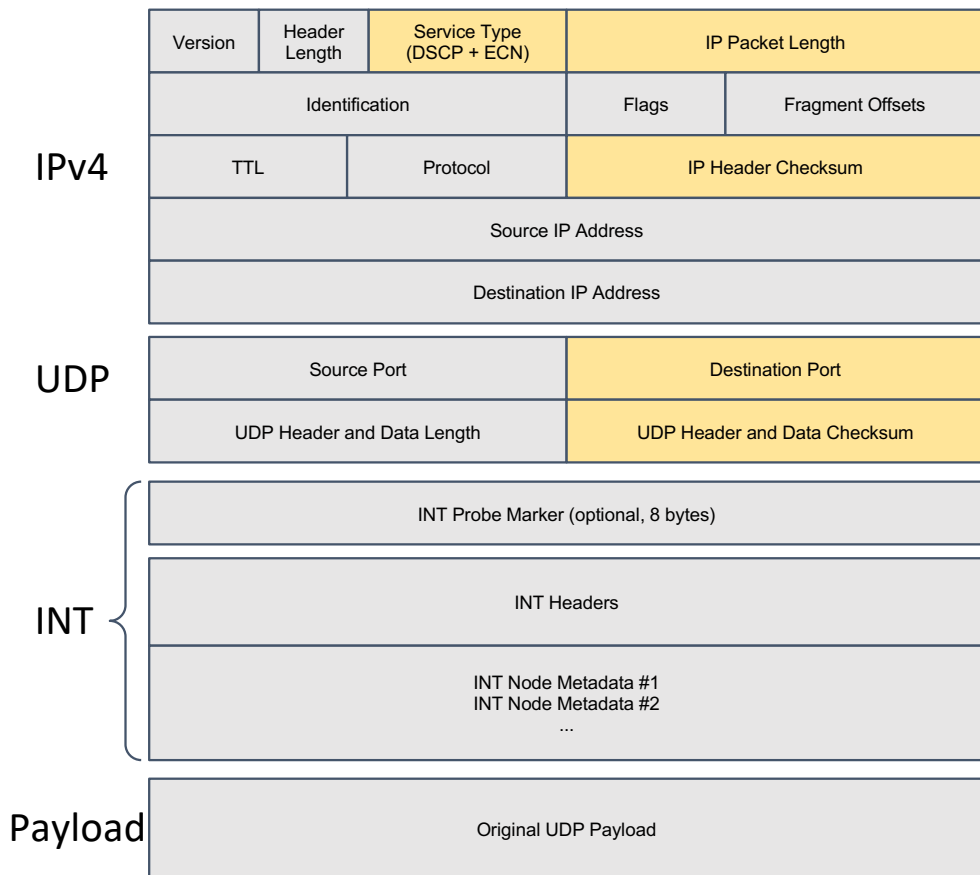 Version
Header
Length
Service Type
(DSCP + ECN)
IP Packet Length
Identification
Flags
Fragment Offsets
IPv4
TTL
Protocol
IP Header Checksum
Source IP Address
Destination IP Address
UDP
Source Port
Destination Port
UDP Header and Data Length
UDP Header and Data Checksum
INT Probe Marker (optional, 8 bytes)
INT
INT Headers
INT Node Metadata #1
INT Node Metadata #2
...
Payload
Original UDP Payload